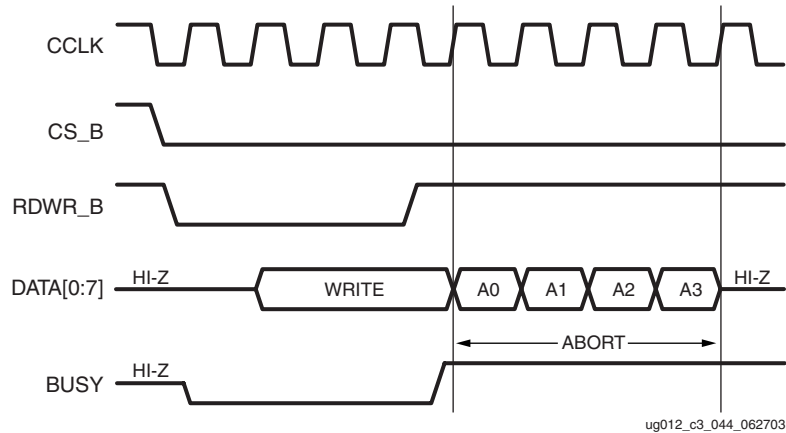 CCLK
CS_B
RDWR_B
DATA[0:7] HI-Z WRITE A0 A1 A2 A3 HI-Z
ABORT
BUSY HI-Z
ug012_c3_044_062703